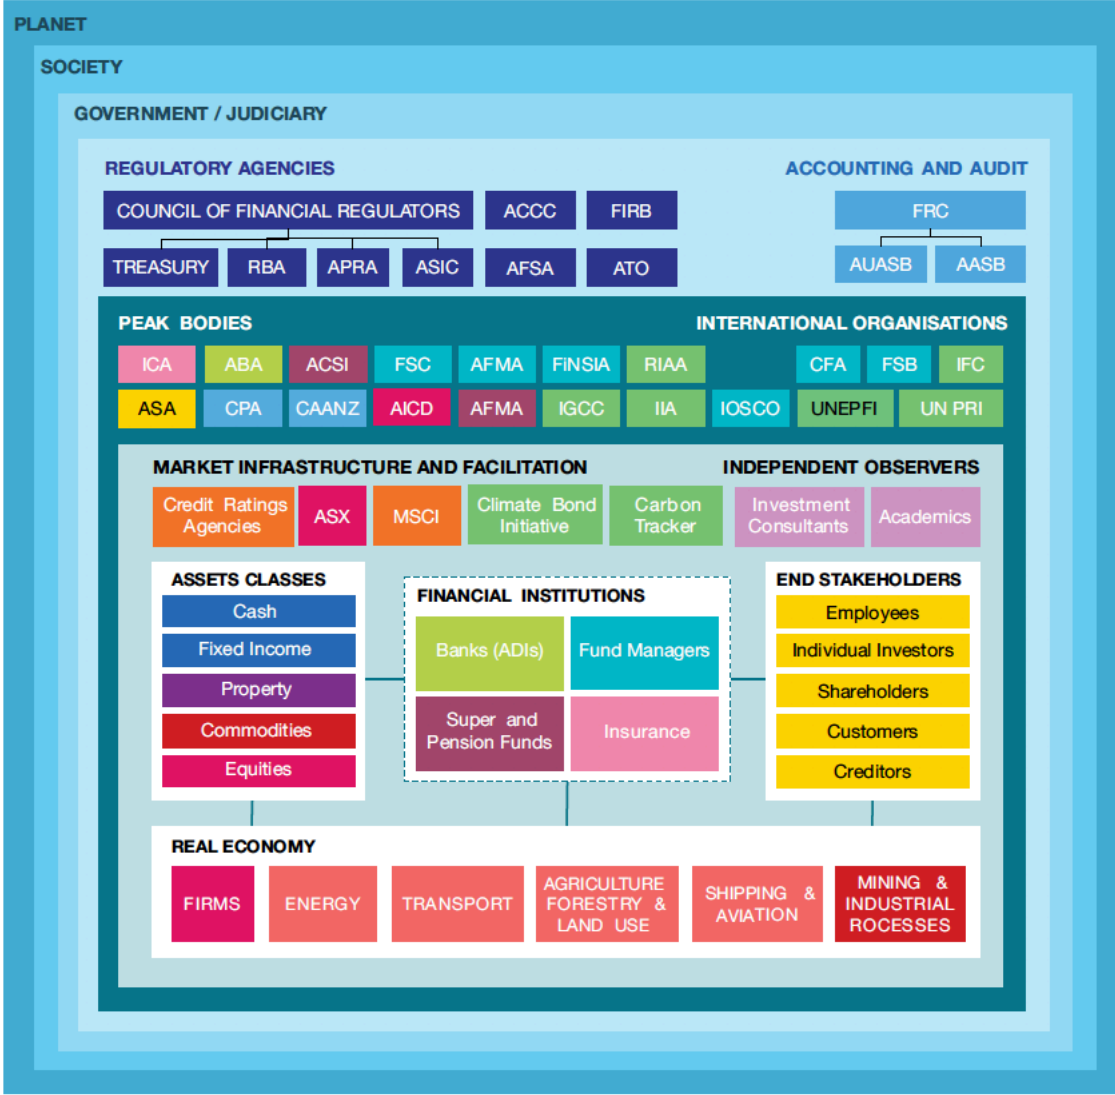 PLANET
SOCIETY
GOVERNMENT / JUDICIARY
REGULATORY AGENCIES
ACCOUNTING AND AUDIT
COUNCIL OF FINANCIAL REGULATORS
ACCC
FIRB
FRC
TREASURY
RBA
APRA
ASIC
AFSA
ATO
AUASB
AASB
PEAK BODIES
INTERNATIONAL ORGANISATIONS
ICA
ABA
ACSI
FSC
AFMA
FiNSIA
RIAA
CFA
FSB
IFC
ASA
CPA
CAANZ
AICD
AFMA
IGCC
IIA
IOSCO
UNEPFI
UN PRI
MARKET INFRASTRUCTURE AND FACILITATION
INDEPENDENT OBSERVERS
Credit Ratings
Agencies
ASX
MSCI
Climate Bond
Initiative
Carbon
Tracker
Investment
Consultants
Academics
ASSETS CLASSES
Cash
Fixed Income
Property
Commodities
Equities
FINANCIAL INSTITUTIONS
Banks (ADIs)
Fund Managers
Super and
Pension Funds
Insurance
END STAKEHOLDERS
Employees
Individual Investors
Shareholders
Customers
Creditors
REAL ECONOMY
FIRMS
ENERGY
TRANSPORT
AGRICULTURE
FORESTRY &
LAND USE
SHIPPING &
AVIATION
MINING &
INDUSTRIAL
ROCESSES